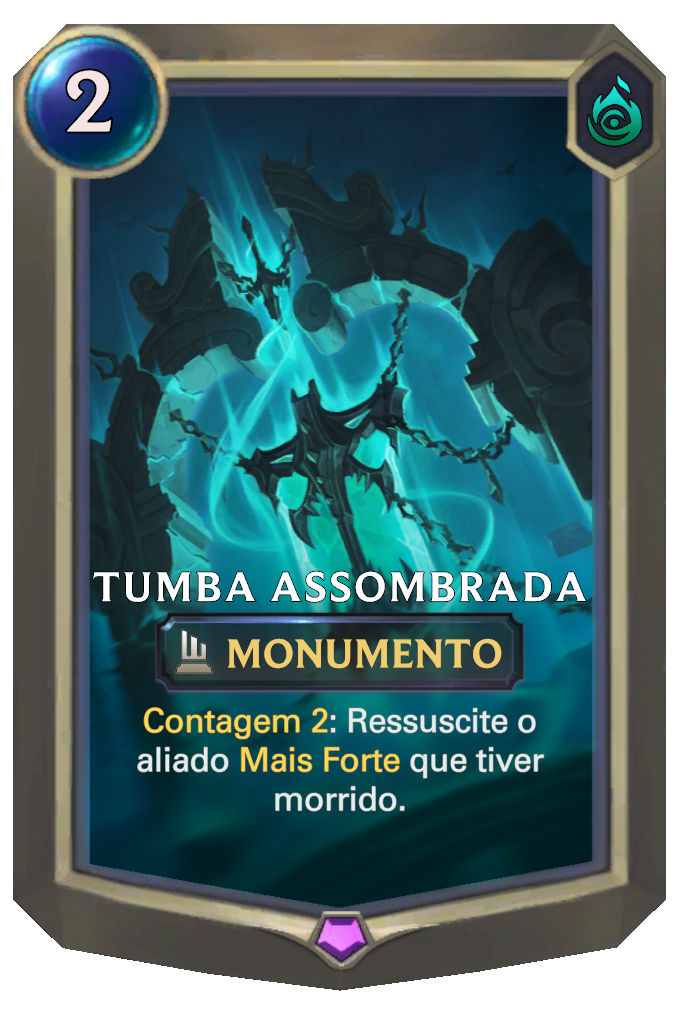 2
TUMBA ASSOMBRADA
MONUMENTO
Contagem 2: Ressuscite o
aliado Mais Forte que tiver
morrido.